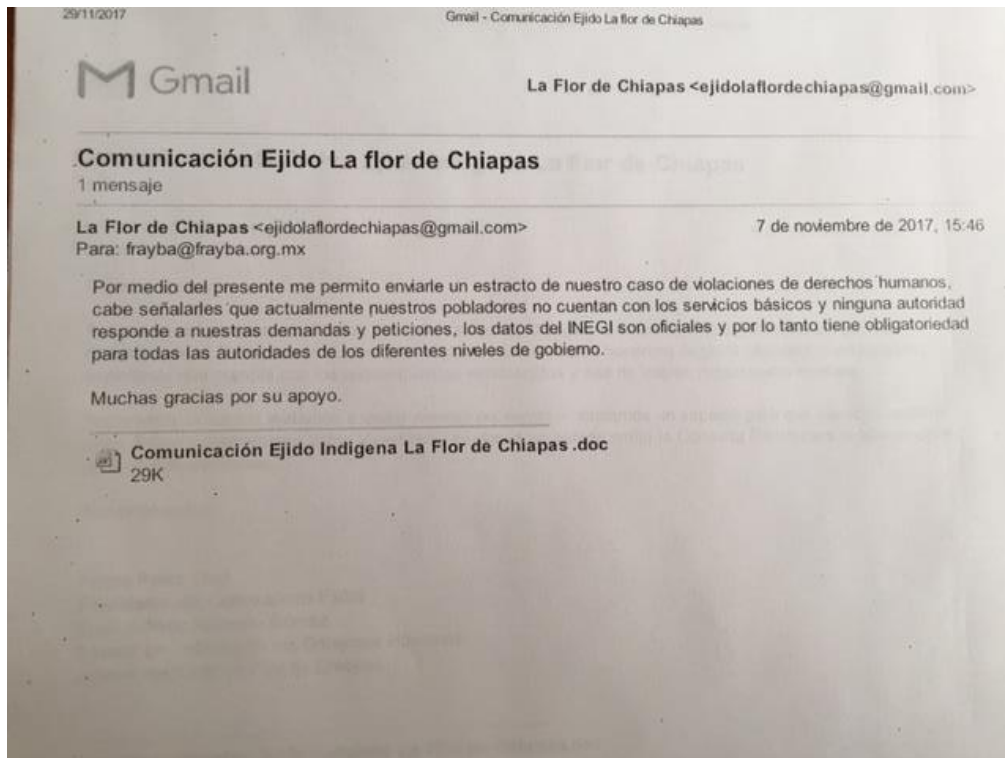 29/11/2017
Gmail - Comunicación Ejido La flor de Chiapas
Gmail
La Flor de Chiapas <ejidolaflordechiapas@gmail.com>
Comunicación Ejido La flor de Chiapas
1 mensaje
La Flor de Chiapas <ejidolaflordechiapas@gmail.com>
7 de noviembre de 2017, 15:46
Para: frayba@frayba.org.mx
Por medio del presente me permito enviarle un estracto de nuestro caso de violaciones de derechos humanos,
cabe señalarles que actualmente nuestros pobladores no cuentan con los servicios básicos y ninguna autoridad
responde a nuestras demandas y peticiones, los datos del INEGI son oficiales y por lo tanto tiene obligatoriedad
para todas las autoridades de los diferentes niveles de gobierno.
Muchas gracias por su apoyo.
Comunicación Ejido Indigena La Flor de Chiapas .doc
29K